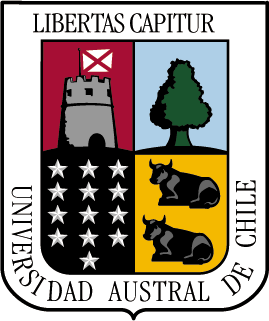 LIBERTAS CAPITUR
UNIVERSIDAD AUSTRAL DE CHILE